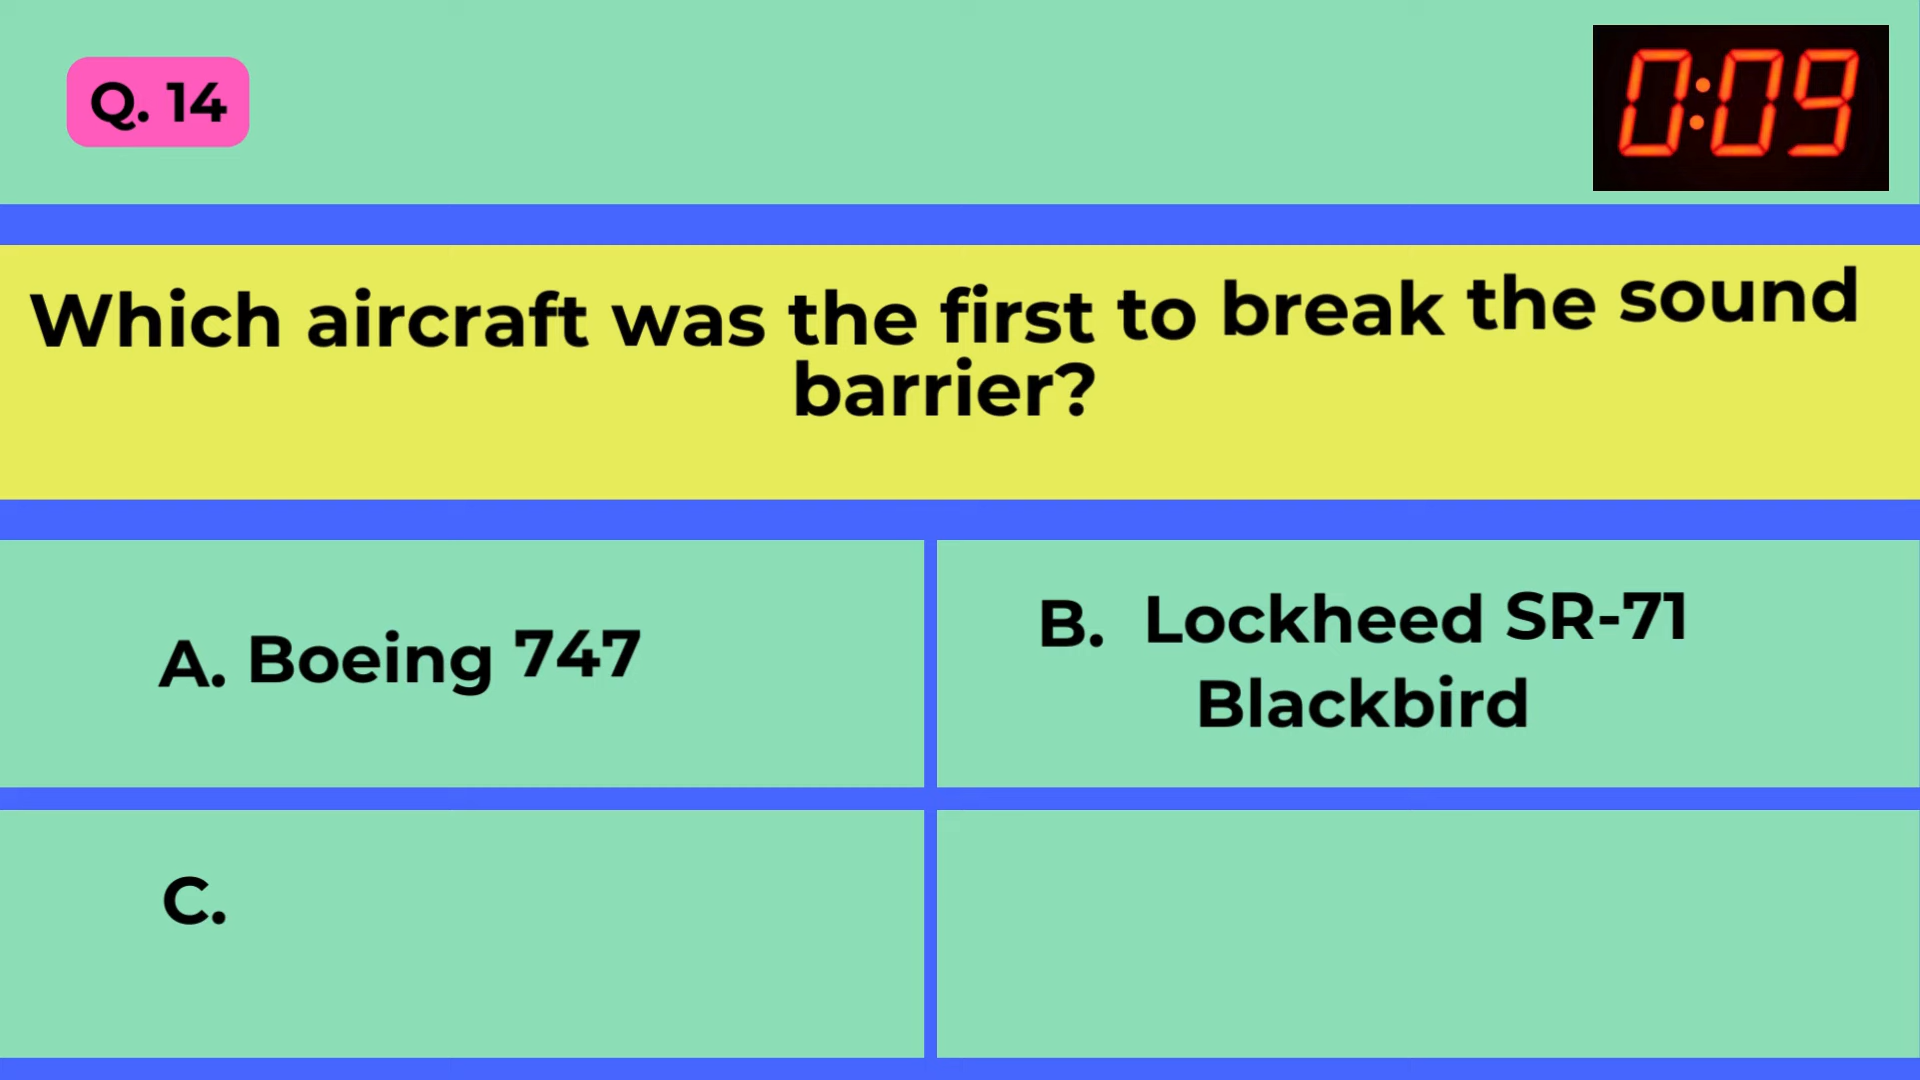 Q. 14
0:09
Which aircraft was the first to break the sound
barrier?
A. Boeing 747
B. Lockheed SR-71
Blackbird
C.